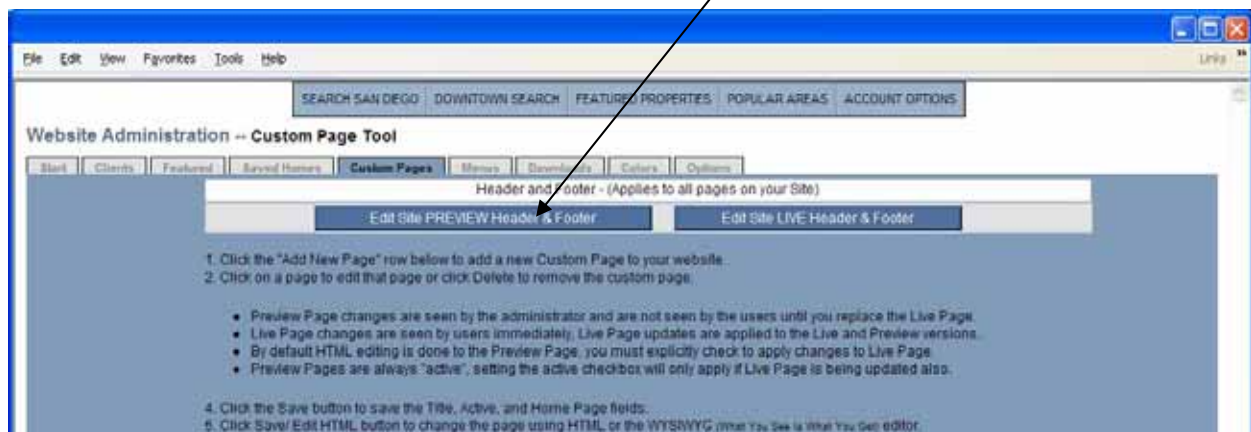 File Edit View Favorites Tools Help Links »
SEARCH SAN DIEGO DOWNTOWN SEARCH FEATURED PROPERTIES POPULAR AREAS ACCOUNT OPTIONS
Website Administration -- Custom Page Tool
Start Clients Featured Saved Homes Custom Pages Menus Downloads Colors Options
Header and Footer - (Applies to all pages on your Site)
Edit Site PREVIEW Header & Footer Edit Site LIVE Header & Footer
1. Click the "Add New Page" row below to add a new Custom Page to your website.
2. Click on a page to edit that page or click Delete to remove the custom page.
• Preview Page changes are seen by the administrator and are not seen by the users until you replace the Live Page.
• Live Page changes are seen by users immediately, Live Page updates are applied to the Live and Preview versions.
• By default HTML editing is done to the Preview Page, you must explicitly check to apply changes to Live Page
• Preview Pages are always "active", setting the active checkbox will only apply if Live Page is being updated also.
4. Click the Save button to save the Title, Active, and Home Page fields.
5. Click Save/ Edit HTML button to change the page using HTML or the WYSIWYG (What You See Is What You Get) editor.